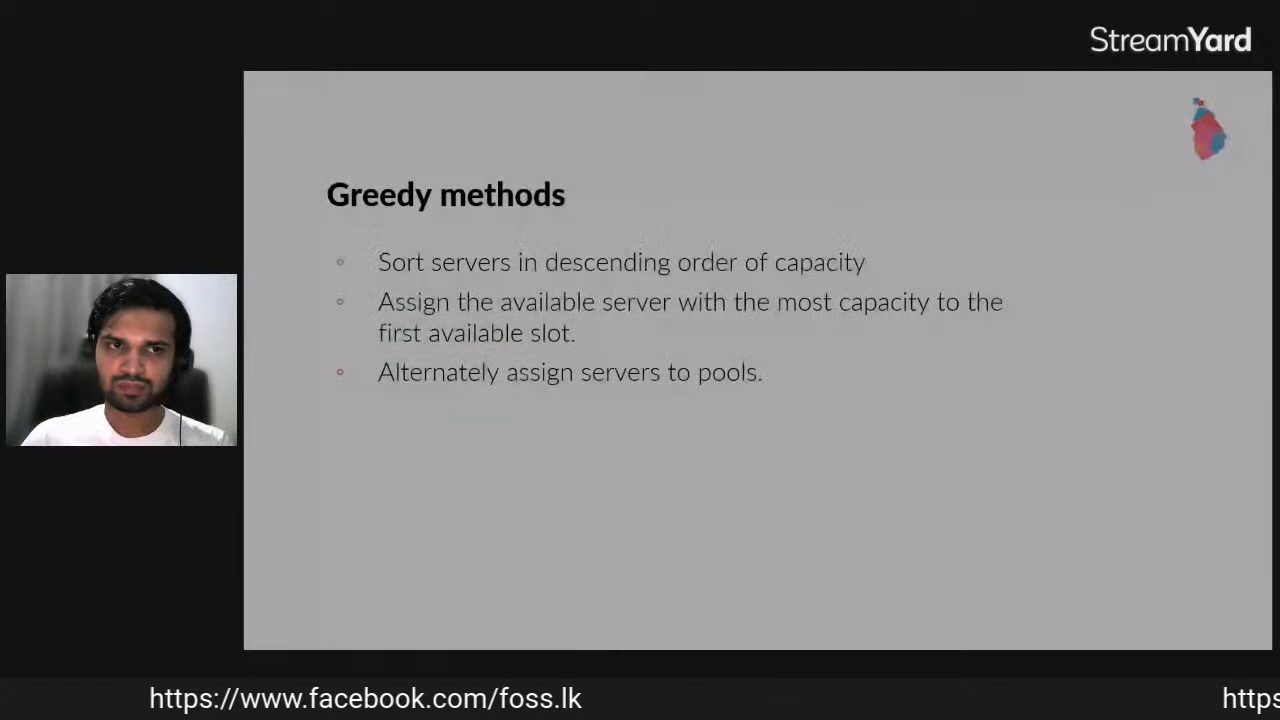 StreamYard
Greedy methods
Sort servers in descending order of capacity
Assign the available server with the most capacity to the
first available slot.
Alternately assign servers to pools.
https://www.facebook.com/foss.lk
https